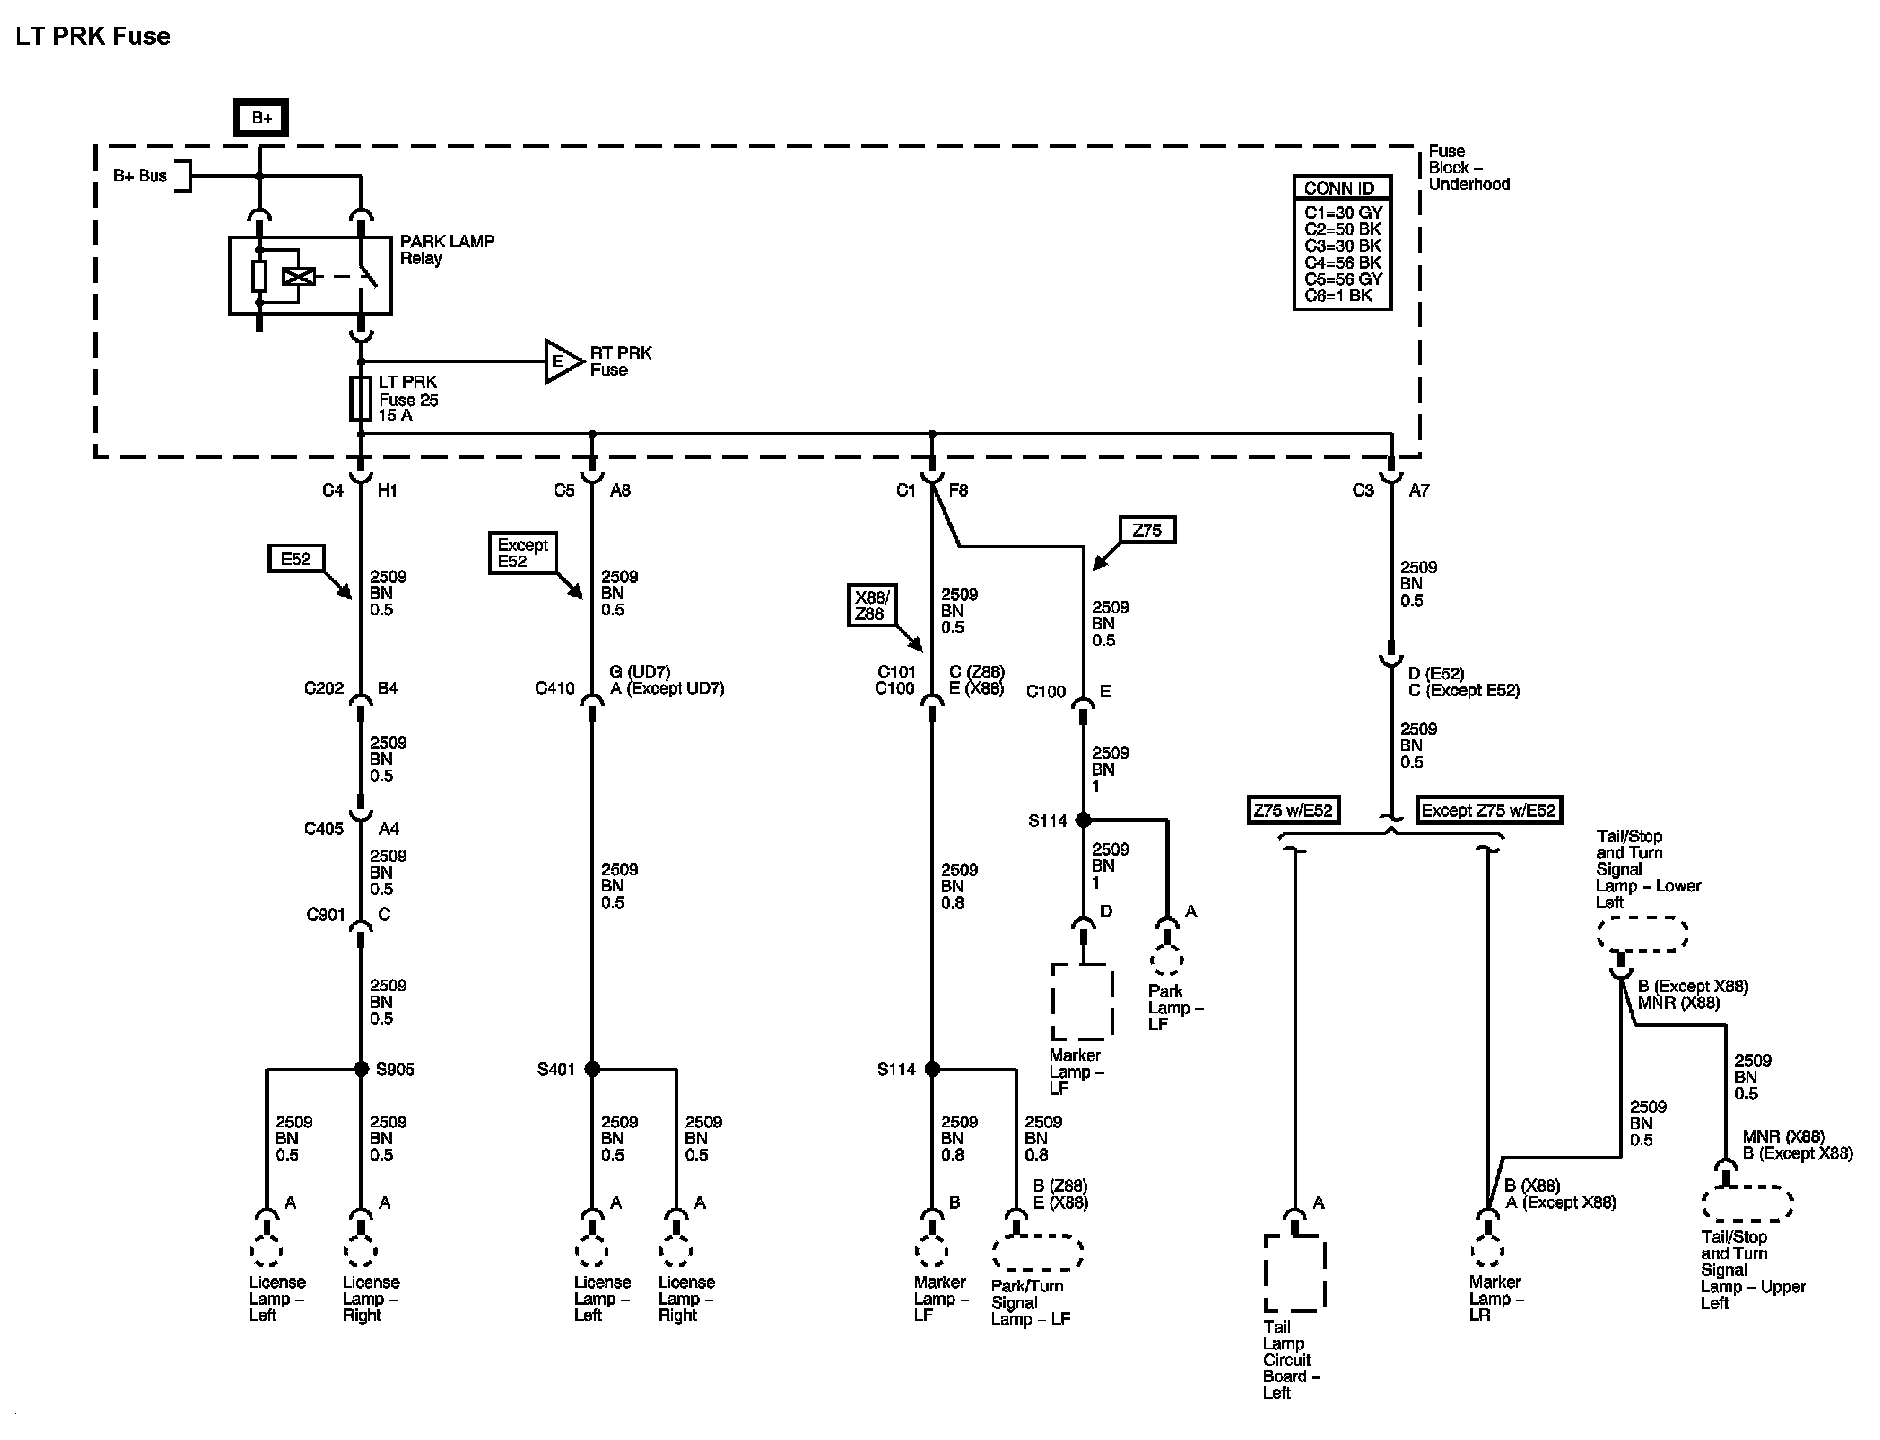 LT PRK Fuse
B+
B+ Bus
Fuse
Block –
Underhood
CONN ID
C1=30 GY
C2=50 BK
C3=30 BK
C4=56 BK
C5=56 GY
C6=1 BK
PARK LAMP
Relay
E
RT PRK
Fuse
LT PRK
Fuse 25
15 A
C4 H1
C5 A8
C1 F8
C3 A7
E52
2509
BN
0.5
Except
E52
2509
BN
0.5
X88/
Z88
2509
BN
0.5
Z75
2509
BN
0.5
2509
BN
0.5
C202 B4
C410
G (UD7)
A (Except UD7)
C101 C (Z88)
C100 E (X88)
C100 E
D (E52)
C (Except E52)
2509
BN
0.5
2509
BN
1
2509
BN
0.5
C405 A4
2509
BN
0.5
C901 C
2509
BN
0.5
2509
BN
0.5
2509
BN
0.8
S114
2509
BN
1
D
A
Marker
Lamp –
LF
Park
Lamp –
LF
Z75 w/E52
Except Z75 w/E52
Tail/Stop
and Turn
Signal
Lamp – Lower
Left
B (Except X88)
MNR (X88)
2509
BN
0.5
2509
BN
0.5
MNR (X88)
B (Except X88)
S905
S401
S114
2509
BN
0.5
2509
BN
0.5
2509
BN
0.5
2509
BN
0.5
2509
BN
0.8
2509
BN
0.8
A
A
A
A
B
B (Z88)
E (X88)
A
B (X88)
A (Except X88)
License
Lamp –
Left
License
Lamp –
Right
License
Lamp –
Left
License
Lamp –
Right
Marker
Lamp –
LF
Park/Turn
Signal
Lamp – LF
Tail
Lamp
Circuit
Board –
Left
Marker
Lamp –
LR
Tail/Stop
and Turn
Signal
Lamp – Upper
Left